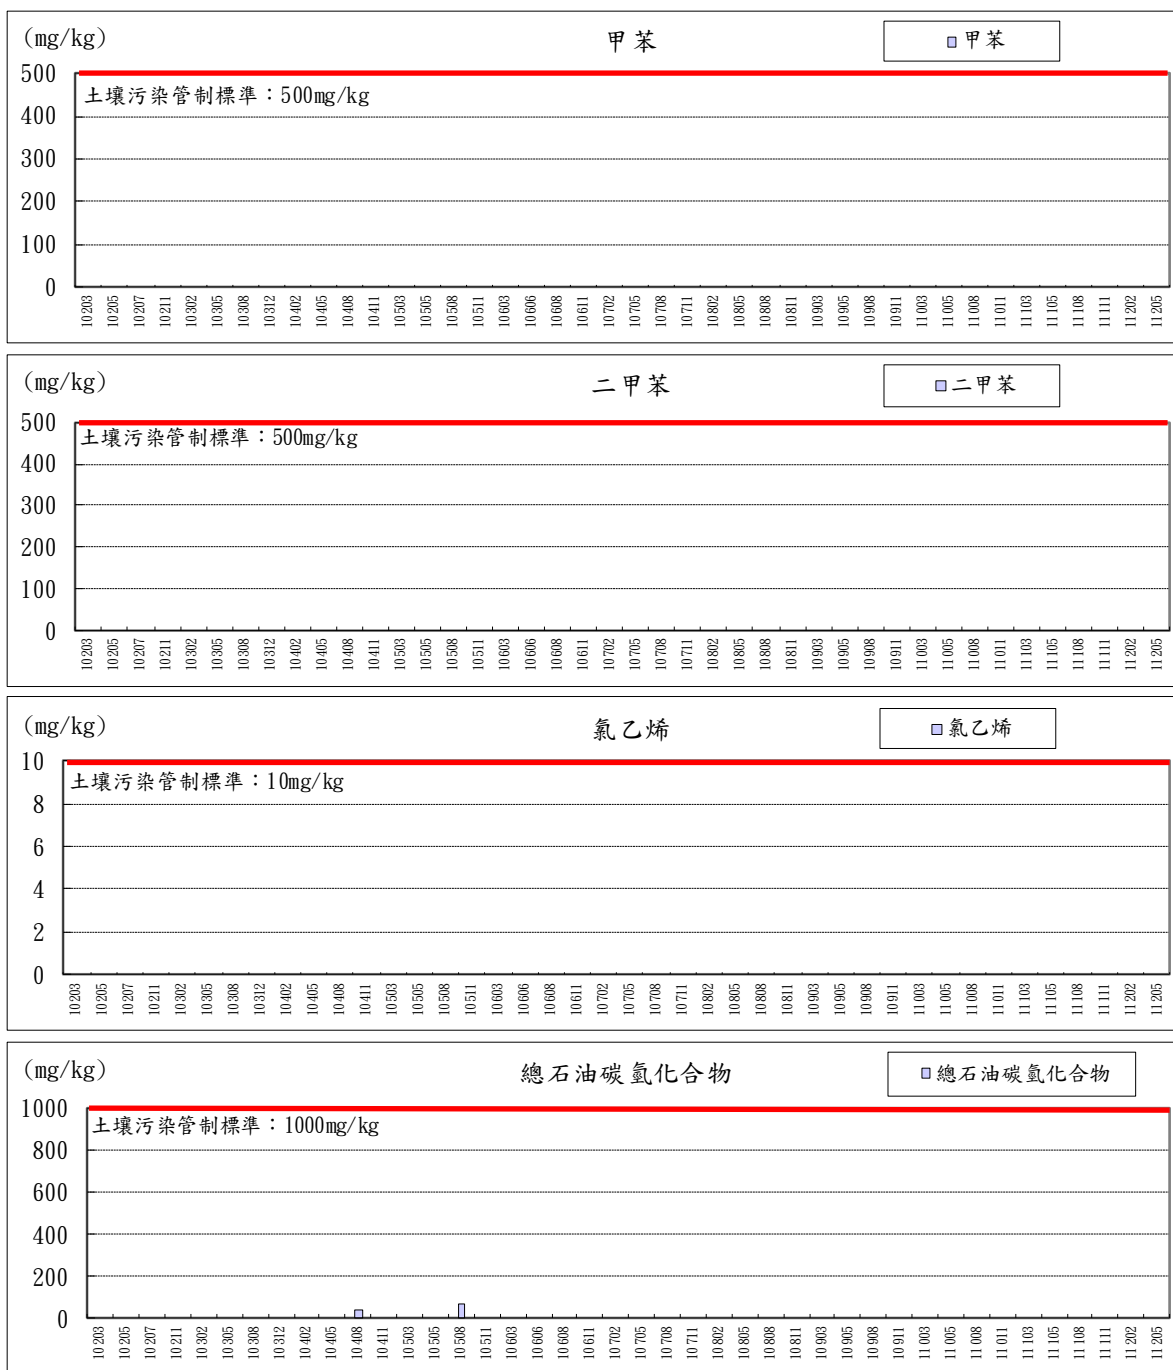 (mg/kg)
甲苯
甲苯
500
土壤污染管制標準：500mg/kg
400
300
200
100
0
10203 10205 10207 10211 10302 10305 10308 10312 10402 10405 10408 10411 10503 10505 10508 10511 10603 10606 10608 10611 10702 10705 10708 10711 10802 10805 10808 10811 10903 10905 10908 10911 11003 11005 11008 11011 11103 11105 11108 11111 11202 11205
(mg/kg)
二甲苯
二甲苯
500
土壤污染管制標準：500mg/kg
400
300
200
100
0
10203 10205 10207 10211 10302 10305 10308 10312 10402 10405 10408 10411 10503 10505 10508 10511 10603 10606 10608 10611 10702 10705 10708 10711 10802 10805 10808 10811 10903 10905 10908 10911 11003 11005 11008 11011 11103 11105 11108 11111 11202 11205
(mg/kg)
氯乙烯
氯乙烯
10
土壤污染管制標準：10mg/kg
8
6
4
2
0
10203 10205 10207 10211 10302 10305 10308 10312 10402 10405 10408 10411 10503 10505 10508 10511 10603 10606 10608 10611 10702 10705 10708 10711 10802 10805 10808 10811 10903 10905 10908 10911 11003 11005 11008 11011 11103 11105 11108 11111 11202 11205
(mg/kg)
總石油碳氫化合物
總石油碳氫化合物
1000
土壤污染管制標準：1000mg/kg
800
600
400
200
0
10203 10205 10207 10211 10302 10305 10308 10312 10402 10405 10408 10411 10503 10505 10508 10511 10603 10606 10608 10611 10702 10705 10708 10711 10802 10805 10808 10811 10903 10905 10908 10911 11003 11005 11008 11011 11103 11105 11108 11111 11202 11205